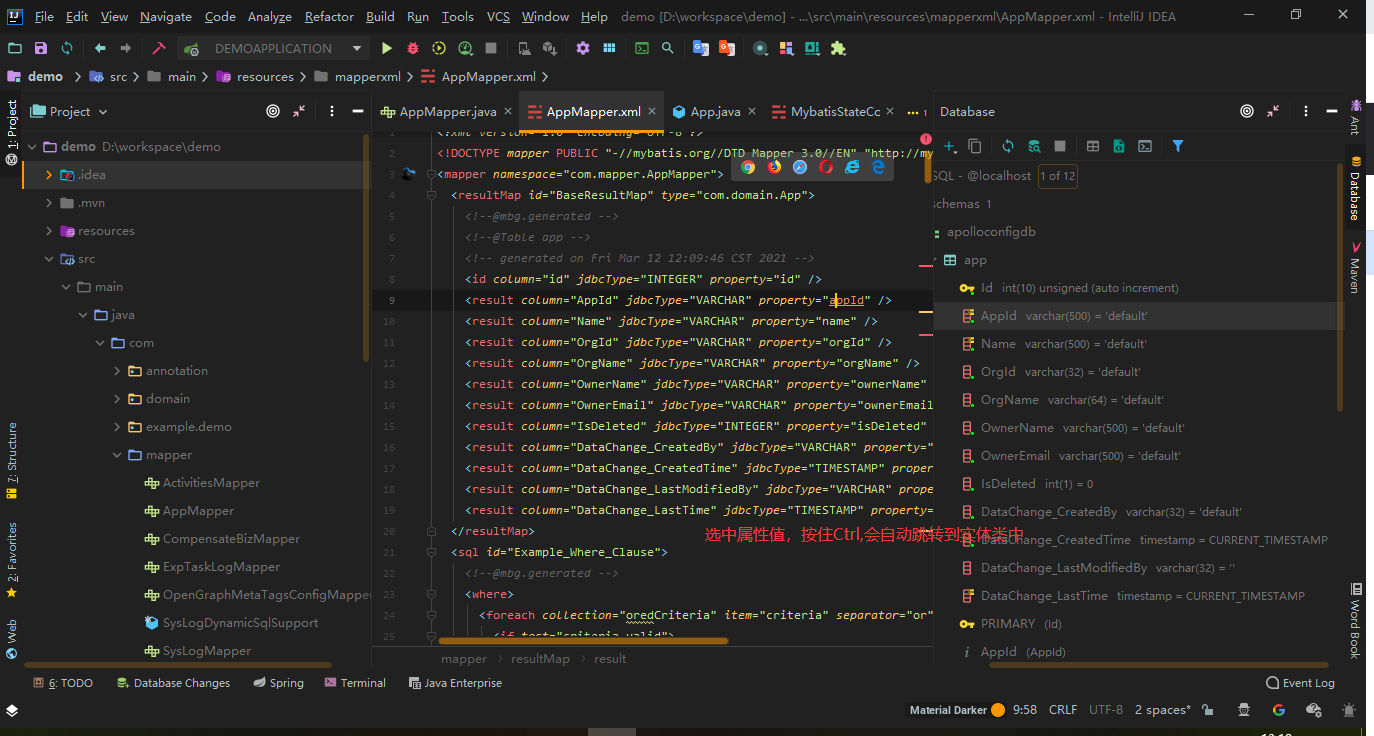 File Edit View Navigate Code Analyze Refactor Build Run Tools VCS Window Help demo [D:\workspace\demo] - ...\src\main\resources\mapperxml\AppMapper.xml - IntelliJ IDEA
DEMOAPPLICATION
demo src main resources mapperxml AppMapper.xml
Project
AppMapper.java AppMapper.xml App.java MybatisStateCc 1
Database
1: Project
7: Structure
2: Favorites
Web
demo D:\workspace\demo
.idea
.mvn
resources
src
main
java
com
annotation
domain
example.demo
mapper
ActivitiesMapper
AppMapper
CompensateBizMapper
ExpTaskLogMapper
OpenGraphMetaTagsConfigMapper
SysLogDynamicSqlSupport
SysLogMapper
1 <?xml version="1.0" encoding="UTF-8"?>
2 <!DOCTYPE mapper PUBLIC "-//mybatis.org//DTD Mapper 3.0//EN" "http://my
3 <mapper namespace="com.mapper.AppMapper">
4 <resultMap id="BaseResultMap" type="com.domain.App">
5 <!--@mbg.generated -->
6 <!--@Table app -->
7 <!-- generated on Fri Mar 12 12:09:46 CST 2021 -->
8 <id column="id" jdbcType="INTEGER" property="id" />
9 <result column="AppId" jdbcType="VARCHAR" property="appId" />
10 <result column="Name" jdbcType="VARCHAR" property="name" />
11 <result column="OrgId" jdbcType="VARCHAR" property="orgId" />
12 <result column="OrgName" jdbcType="VARCHAR" property="orgName" />
13 <result column="OwnerName" jdbcType="VARCHAR" property="ownerName"
14 <result column="OwnerEmail" jdbcType="VARCHAR" property="ownerEmail
15 <result column="IsDeleted" jdbcType="INTEGER" property="isDeleted"
16 <result column="DataChange_CreatedBy" jdbcType="VARCHAR" property="
17 <result column="DataChange_CreatedTime" jdbcType="TIMESTAMP" proper
18 <result column="DataChange_LastModifiedBy" jdbcType="VARCHAR" prope
19 <result column="DataChange_LastTime" jdbcType="TIMESTAMP" property=
20 </resultMap>
选中属性值，按住Ctrl,会自动跳转到实体类中
21 <sql id="Example_Where_Clause">
22 <!--@mbg.generated -->
23 <where>
24 <foreach collection="oredCriteria" item="criteria" separator="or"
25 <if test="criteria.valid">
mapper resultMap result
SQL - @localhost 1 of 12
schemas 1
apolloconfigdb
app
Id int(10) unsigned (auto increment)
AppId varchar(500) = 'default'
Name varchar(500) = 'default'
OrgId varchar(32) = 'default'
OrgName varchar(64) = 'default'
OwnerName varchar(500) = 'default'
OwnerEmail varchar(500) = 'default'
IsDeleted int(1) = 0
DataChange_CreatedBy varchar(32) = 'default'
DataChange_CreatedTime timestamp = CURRENT_TIMESTAMP
DataChange_LastModifiedBy varchar(32) = ''
DataChange_LastTime timestamp = CURRENT_TIMESTAMP
PRIMARY (Id)
AppId (AppId)
Ant
Database
Maven
Word Book
6: TODO Database Changes Spring Terminal Java Enterprise Event Log
Material Darker 9:58 CRLF UTF-8 2 spaces*